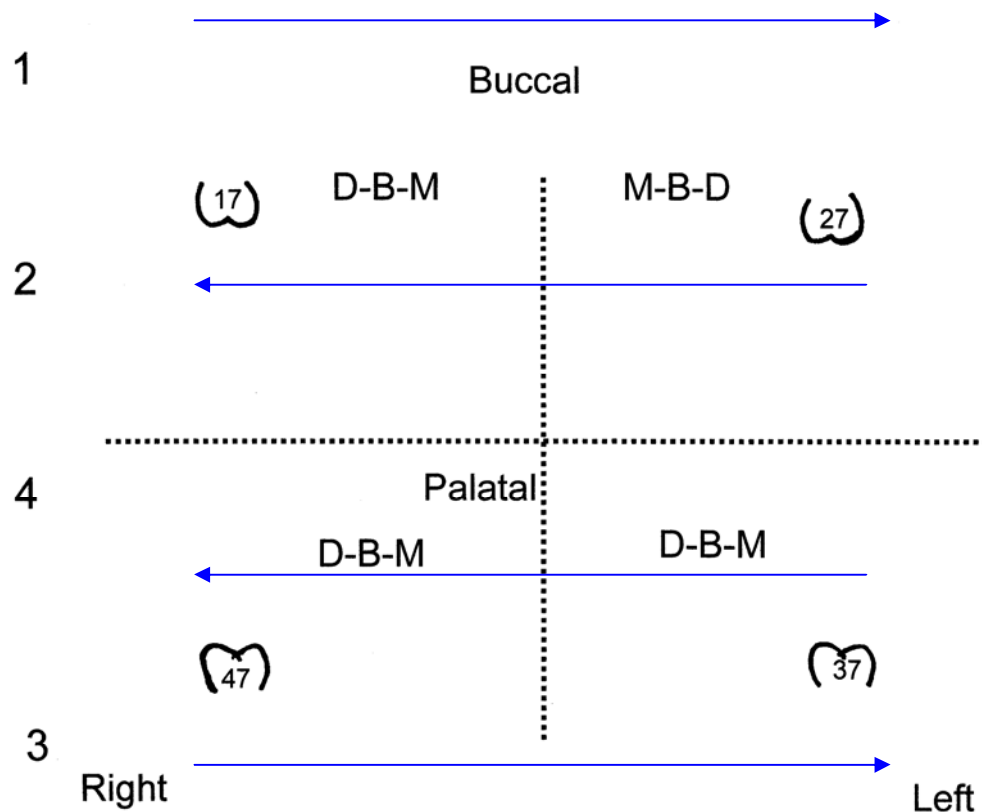 1
Buccal
17
D-B-M
M-B-D
27
2
4
Palatal
D-B-M
D-B-M
47
37
3
Right
Left